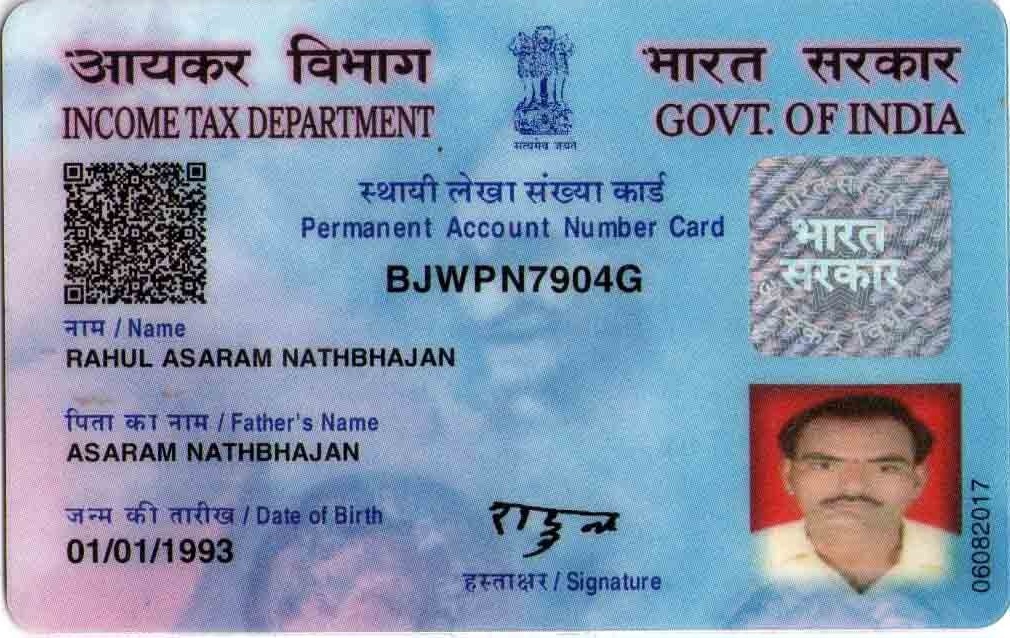 आयकर विभाग
INCOME TAX DEPARTMENT
सत्यमेव जयते
भारत सरकार
GOVT. OF INDIA
स्थायी लेखा संख्या कार्ड
Permanent Account Number Card
BJWPN7904G
भारत
सरकार
नाम / Name
RAHUL ASARAM NATHBHAJAN
पिता का नाम / Father's Name
ASARAM NATHBHAJAN
जन्म की तारीख / Date of Birth
01/01/1993
राहुल
हस्ताक्षर / Signature
06082017